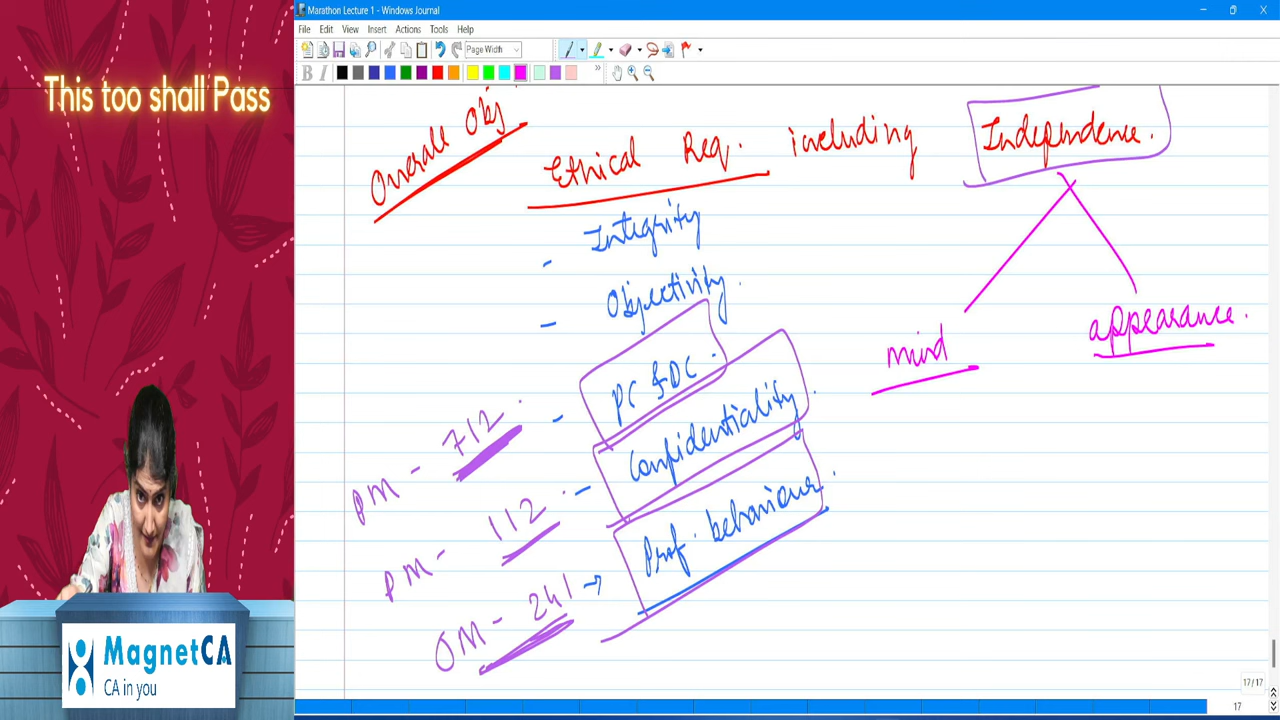 Marathon Lecture 1 - Windows Journal
File Edit View Insert Actions Tools Help
Page Width
B I
This too shall Pass
Overall Obj
Ethical Req. including Independence.
- Integrity
- Objectivity.
mind
appearance.
PM - 712. - PC & DC.
PM - 112. - Confidentiality.
OM - 241 → Prof. behaviour.
MagnetCA
CA in you
17/17
17